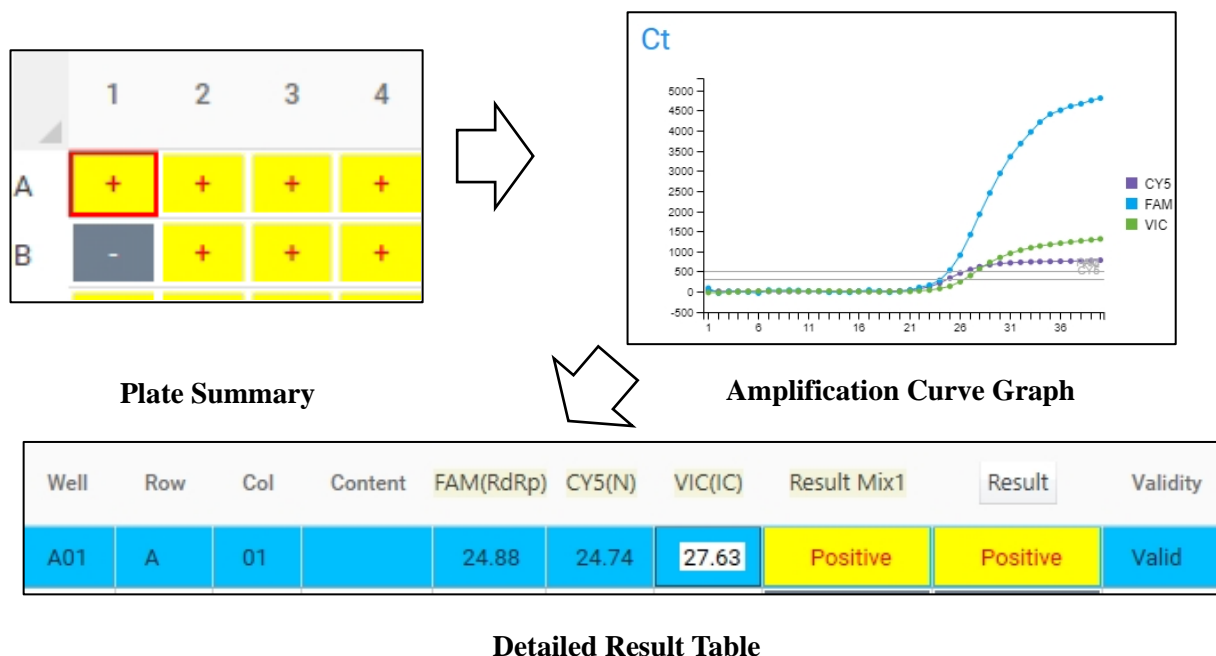 1 2 3 4
A + + + +
B - + + +
Plate Summary
Ct
5000
4500
4000
3500
3000
2500
2000
1500
1000
500
0
-500
1 6 11 16 21 26 31 36
CY5
FAM
VIC
CY5
Amplification Curve Graph
Well Row Col Content FAM(RdRp) CY5(N) VIC(IC) Result Mix1 Result Validity
A01 A 01 24.88 24.74 27.63 Positive Positive Valid
Detailed Result Table